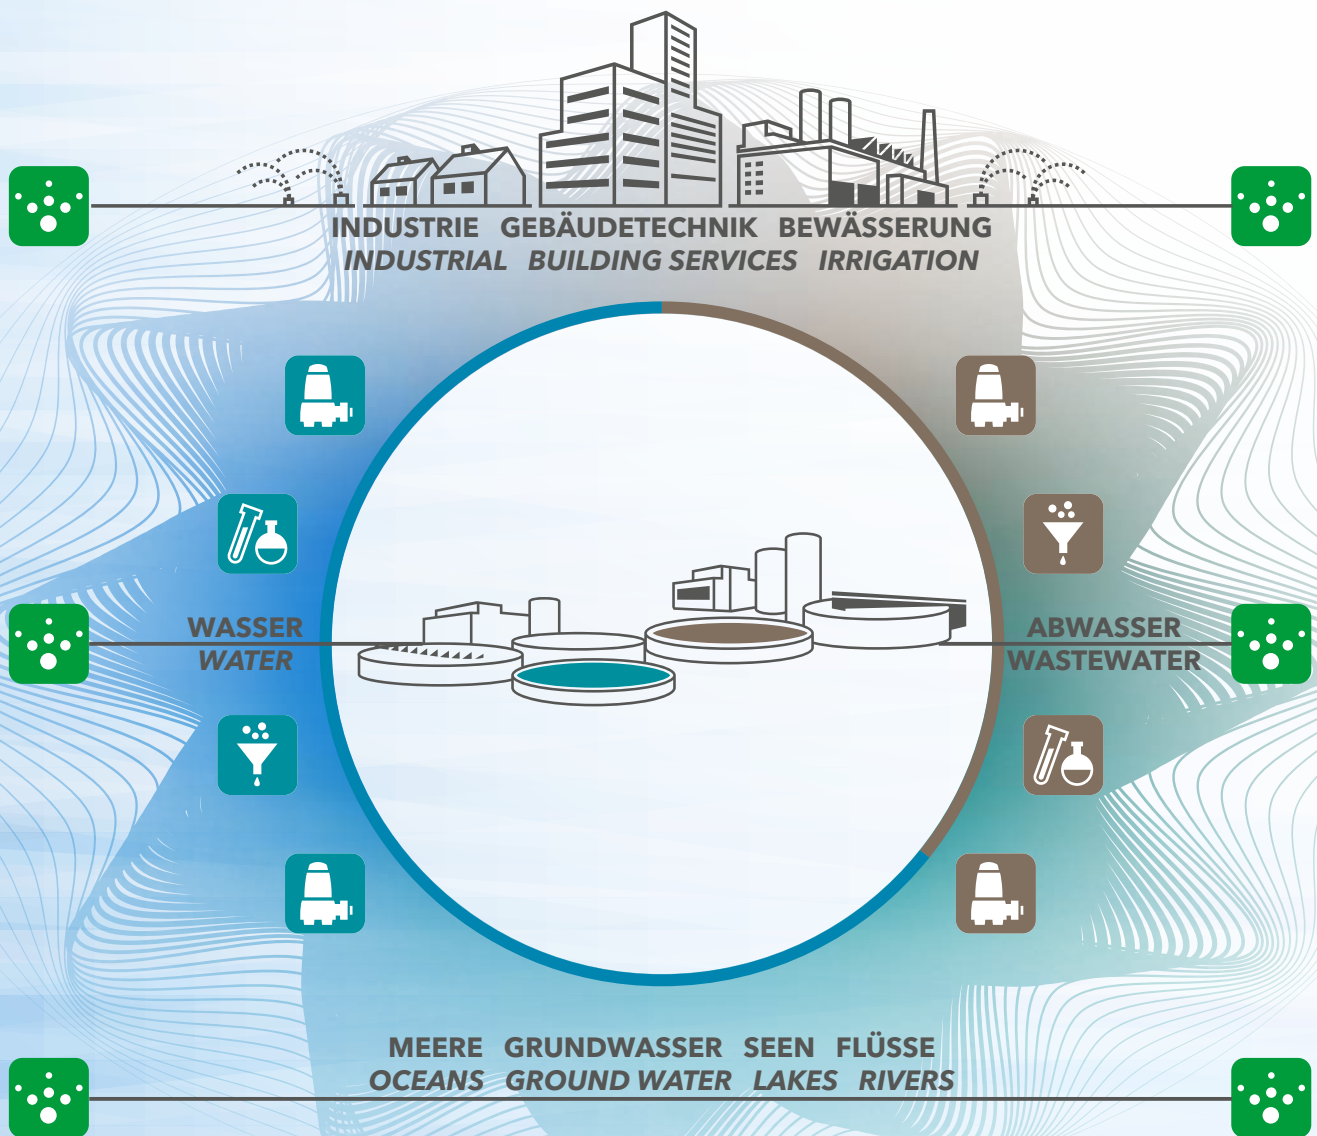 INDUSTRIE GEBÄUDETECHNIK BEWÄSSERUNG
INDUSTRIAL BUILDING SERVICES IRRIGATION
WASSER
WATER
ABWASSER
WASTEWATER
MEERE GRUNDWASSER SEEN FLÜSSE
OCEANS GROUND WATER LAKES RIVERS